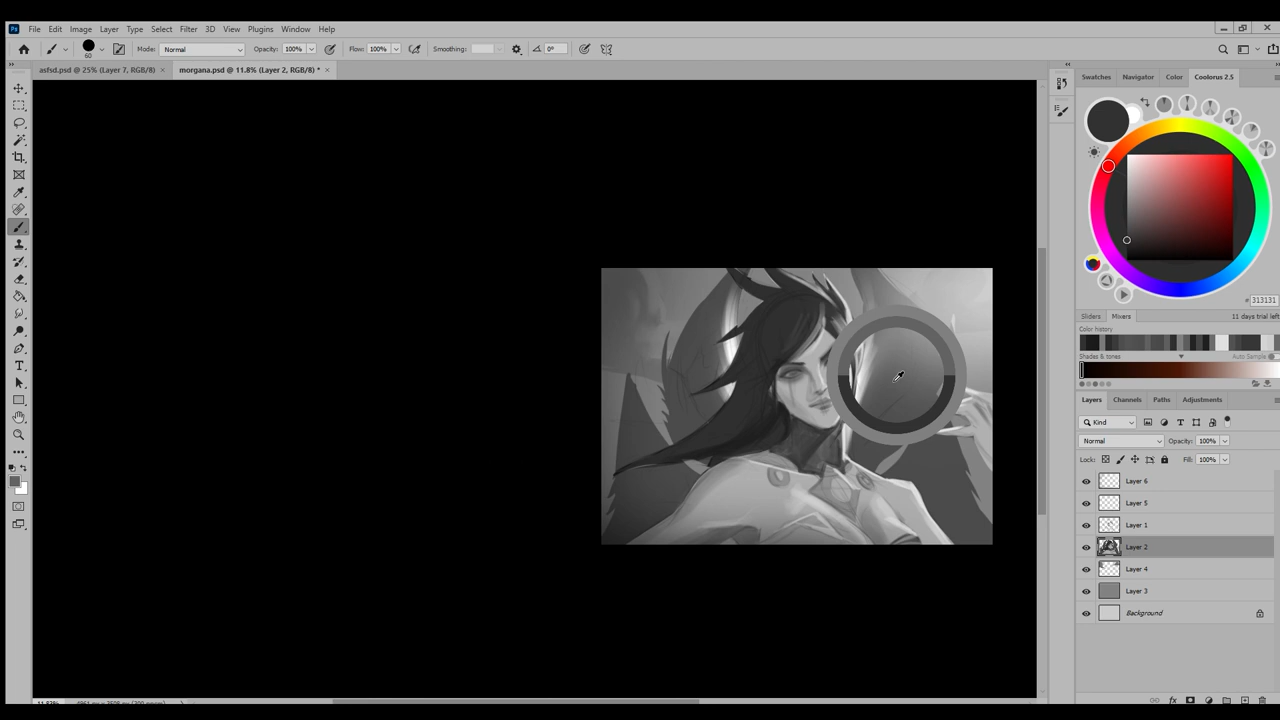 Ps File Edit Image Layer Type Select Filter 3D View Plugins Window Help
60 Mode: Normal Opacity: 100% Flow: 100% Smoothing: 0°
asfsd.psd @ 25% (Layer 7, RGB/8) × morgana.psd @ 11.8% (Layer 2, RGB/8) * ×
Swatches Navigator Color Coolorus 2.5
# 313131
Sliders Mixers 11 days trial left
Color history
Shades & tones Auto Sample
Layers Channels Paths Adjustments
Kind
Normal Opacity: 100%
Lock: Fill: 100%
Layer 6
Layer 5
Layer 1
Layer 2
Layer 4
Layer 3
Background
fx